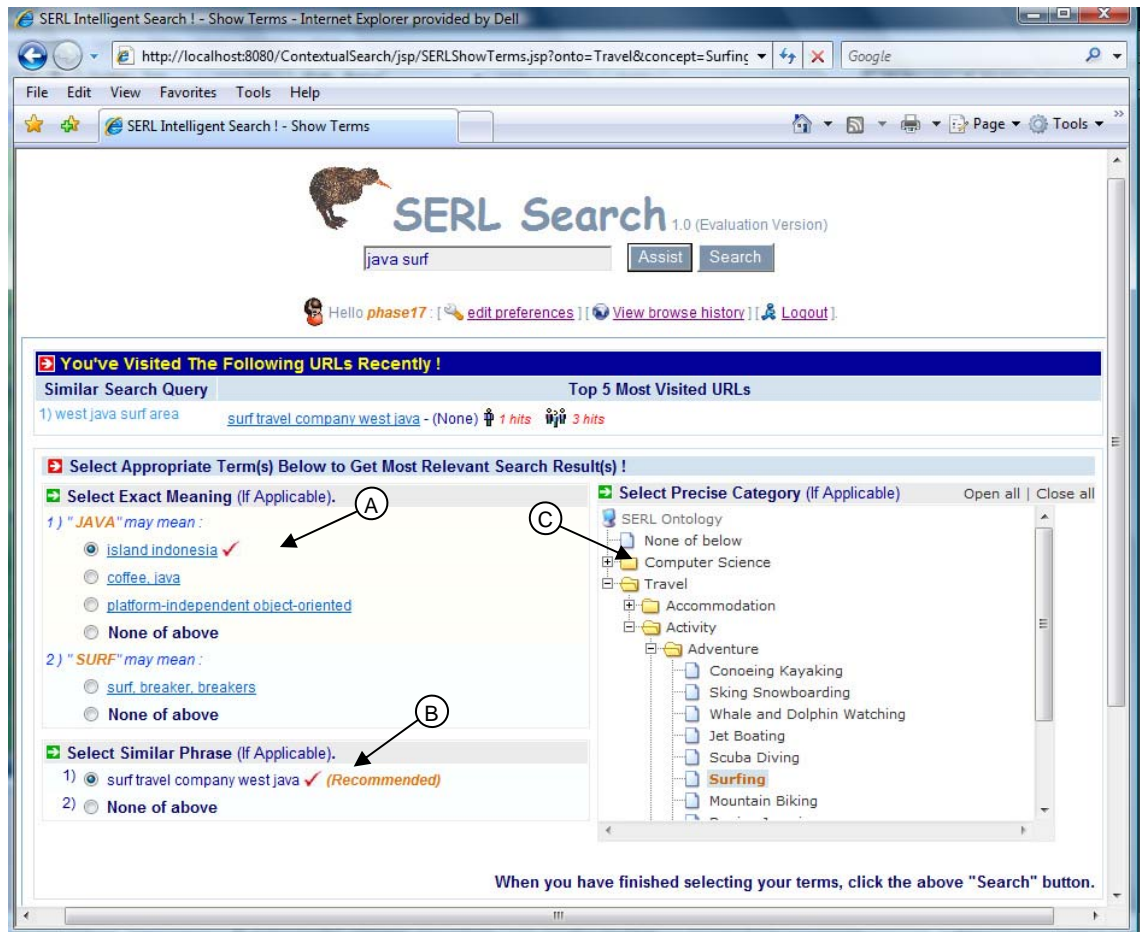 SERL Intelligent Search ! - Show Terms - Internet Explorer provided by Dell
http://localhost:8080/ContextualSearch/jsp/SERLShowTerms.jsp?onto=Travel&concept=Surfing
Google
File Edit View Favorites Tools Help
SERL Intelligent Search ! - Show Terms
Page Tools
SERL Search 1.0 (Evaluation Version)
java surf Assist Search
Hello phase17 : [ edit preferences ] [ View browse history ] [ Logout ].
You've Visited The Following URLs Recently !
Similar Search Query Top 5 Most Visited URLs
1) west java surf area surf travel company west java - (None) 1 hits 3 hits
Select Appropriate Term(s) Below to Get Most Relevant Search Result(s) !
Select Exact Meaning (If Applicable).
A
1 ) " JAVA" may mean :
island indonesia
coffee, java
platform-independent object-oriented
None of above
2 ) " SURF" may mean :
surf, breaker, breakers
None of above
B
Select Similar Phrase (If Applicable).
1) surf travel company west java (Recommended)
2) None of above
Select Precise Category (If Applicable) Open all | Close all
C
SERL Ontology
None of below
Computer Science
Travel
Accommodation
Activity
Adventure
Conoeing Kayaking
Sking Snowboarding
Whale and Dolphin Watching
Jet Boating
Scuba Diving
Surfing
Mountain Biking
When you have finished selecting your terms, click the above "Search" button.